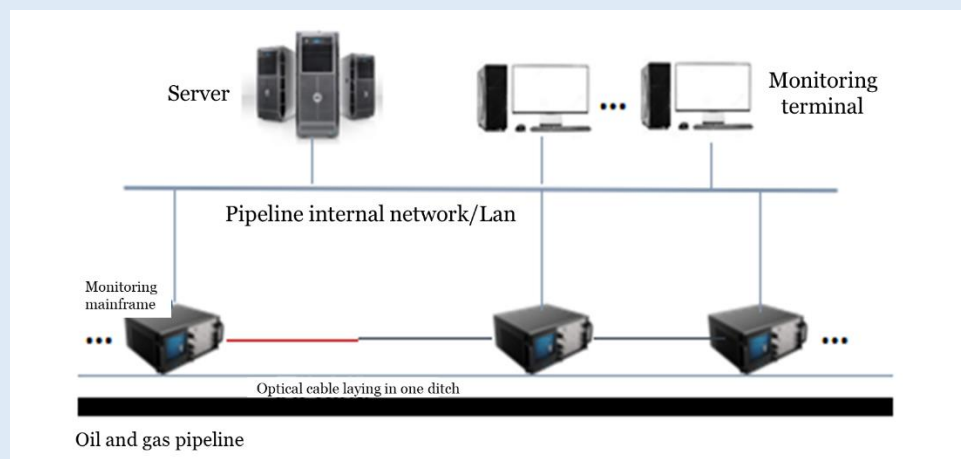 Server
Monitoring
terminal
Pipeline internal network/Lan
Monitoring
mainframe
Optical cable laying in one ditch
Oil and gas pipeline